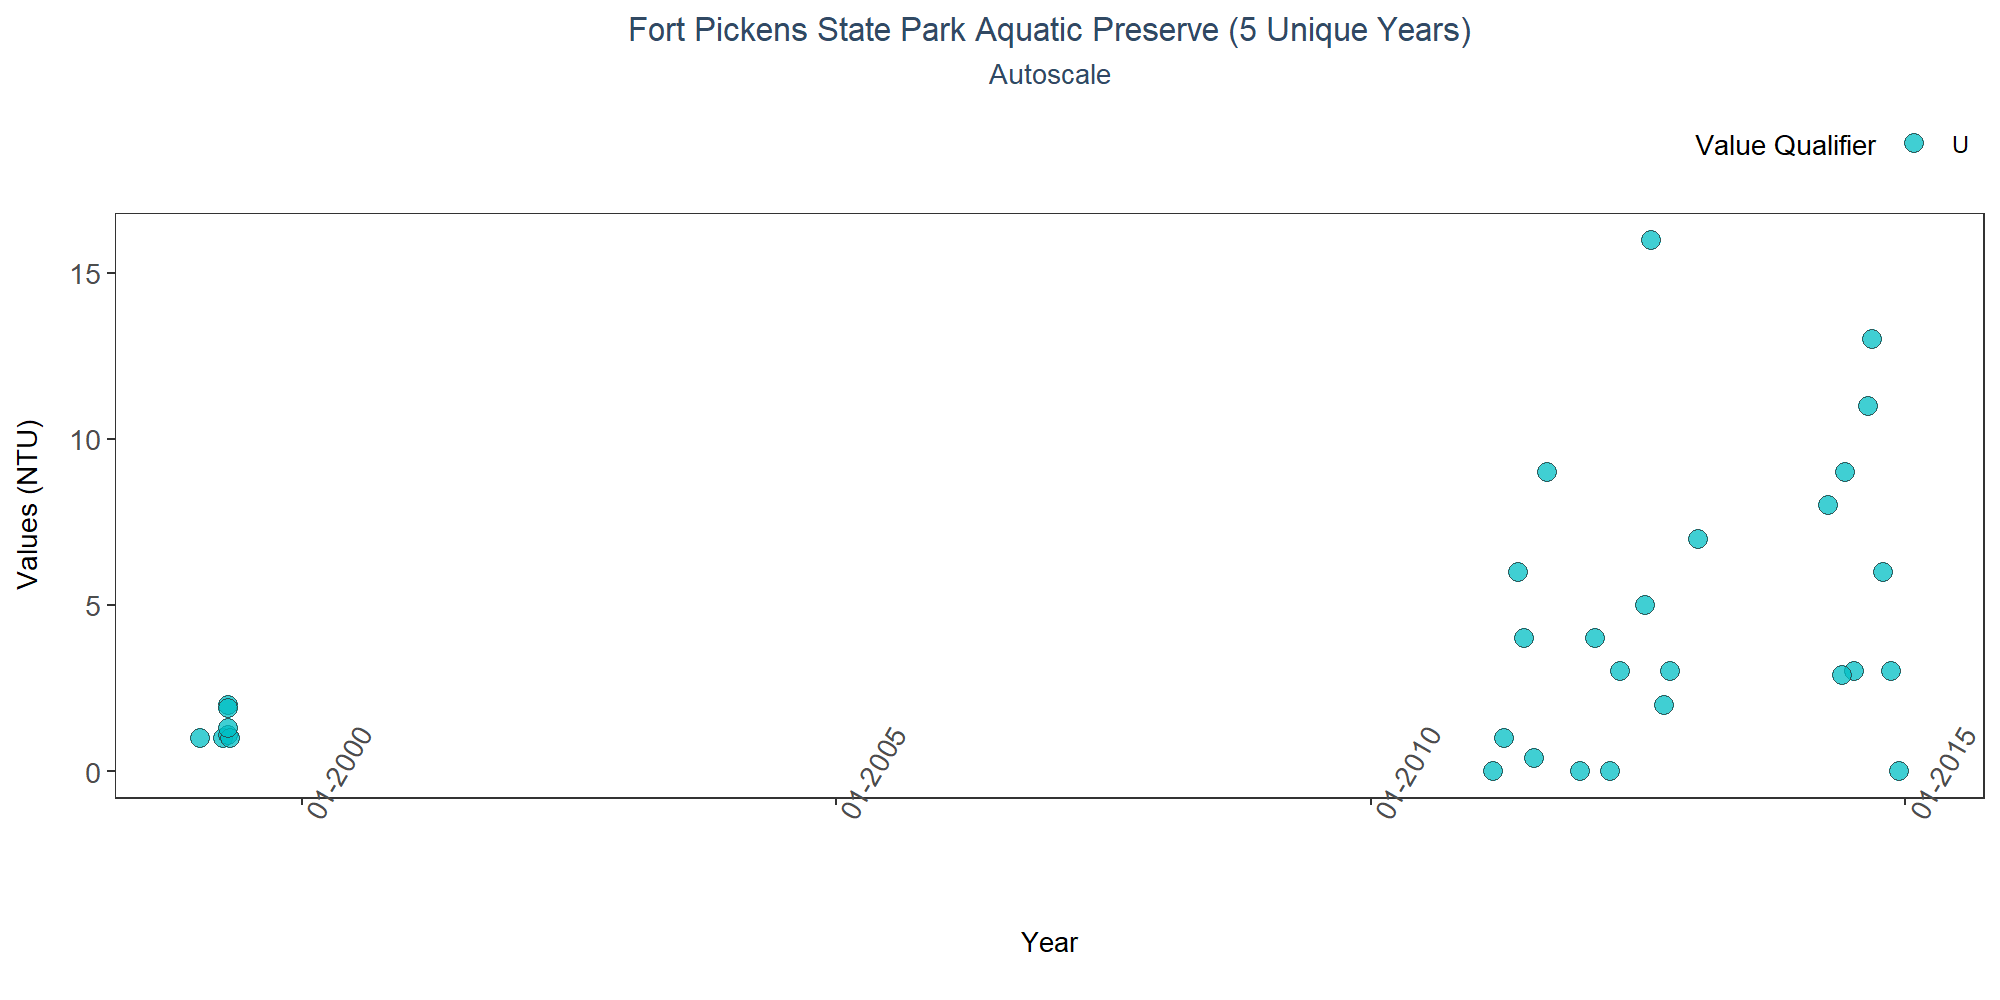 Fort Pickens State Park Aquatic Preserve (5 Unique Years)
Autoscale
Value Qualifier U
Values (NTU)
15
10
5
0
01-2000 01-2005 01-2010 01-2015
Year